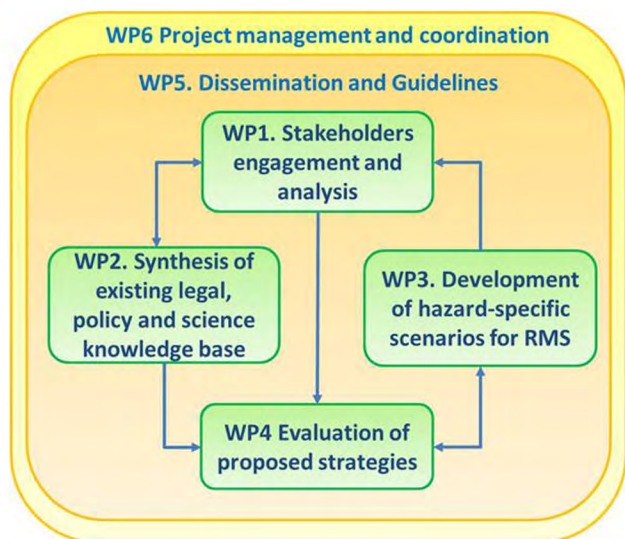 WP6 Project management and coordination
WP5. Dissemination and Guidelines
WP1. Stakeholders
engagement and
analysis
WP2. Synthesis of
existing legal,
policy and science
knowledge base
WP3. Development
of hazard-specific
scenarios for RMS
WP4 Evaluation of
proposed strategies